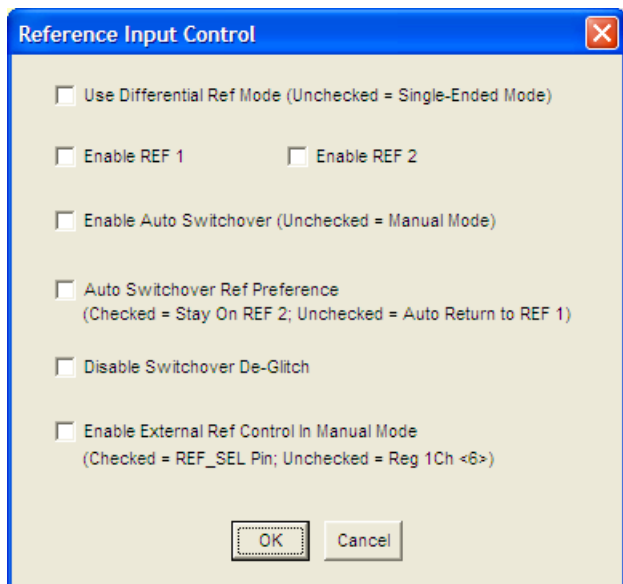 Reference Input Control
Use Differential Ref Mode (Unchecked = Single-Ended Mode)
Enable REF 1
Enable REF 2
Enable Auto Switchover (Unchecked = Manual Mode)
Auto Switchover Ref Preference
(Checked = Stay On REF 2; Unchecked = Auto Return to REF 1)
Disable Switchover De-Glitch
Enable External Ref Control In Manual Mode
(Checked = REF_SEL Pin; Unchecked = Reg 1Ch <6>)
OK
Cancel